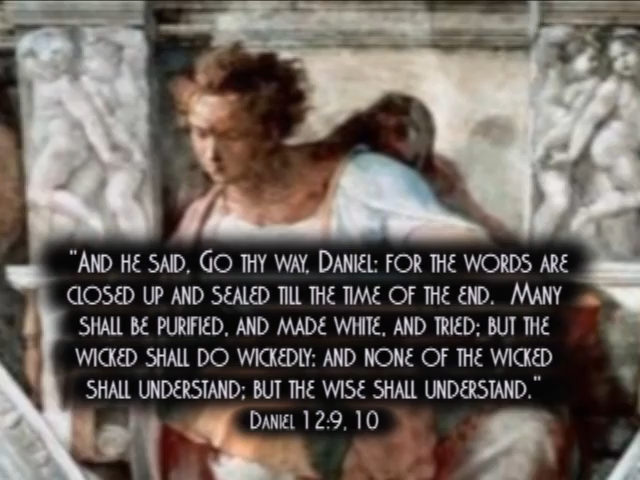 "And he said, Go thy way, Daniel: for the words are
closed up and sealed till the time of the end.  Many
shall be purified, and made white, and tried; but the
wicked shall do wickedly: and none of the wicked
shall understand; but the wise shall understand."
Daniel 12:9, 10